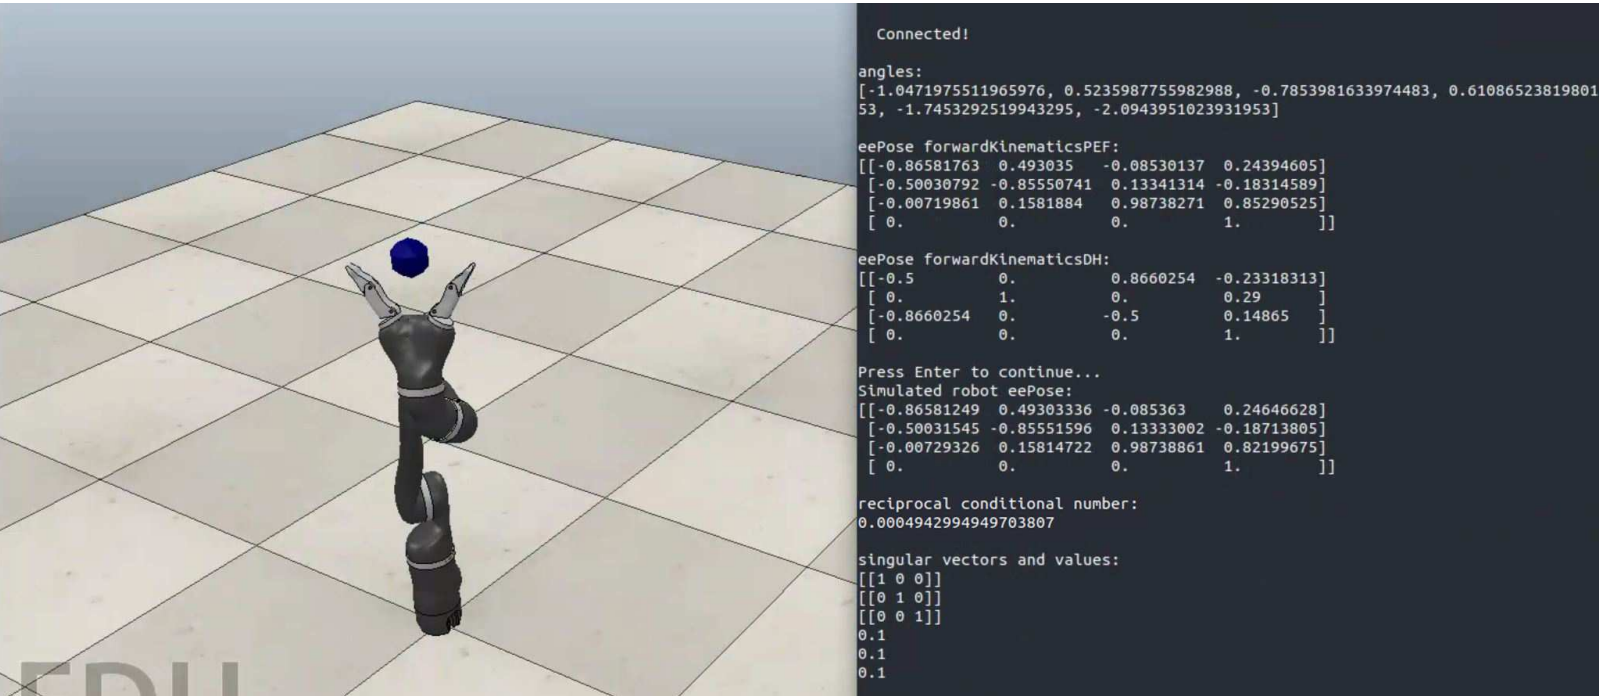 Connected!
angles:
[-1.0471975511965976, 0.5235987755982988, -0.7853981633974483, 0.61086523819801
53, -1.7453292519943295, -2.0943951023931953]
eePose forwardKinematicsPEF:
[[-0.86581763  0.493035   -0.08530137  0.24394605]
 [-0.50030792 -0.85550741  0.13341314 -0.18314589]
 [-0.00719861  0.1581884   0.98738271  0.85290525]
 [ 0.          0.          0.          1.        ]]
eePose forwardKinematicsDH:
[[-0.5         0.          0.8660254  -0.23318313]
 [ 0.          1.          0.          0.29      ]
 [-0.8660254   0.         -0.5         0.14865   ]
 [ 0.          0.          0.          1.        ]]
Press Enter to continue...
Simulated robot eePose:
[[-0.86581249  0.49303336 -0.085363    0.24646628]
 [-0.50031545 -0.85551596  0.13333002 -0.18713805]
 [-0.00729326  0.15814722  0.98738861  0.82199675]
 [ 0.          0.          0.          1.        ]]
reciprocal conditional number:
0.0004942994949703807
singular vectors and values:
[[1 0 0]]
[[0 1 0]]
[[0 0 1]]
0.1
0.1
0.1
EDU